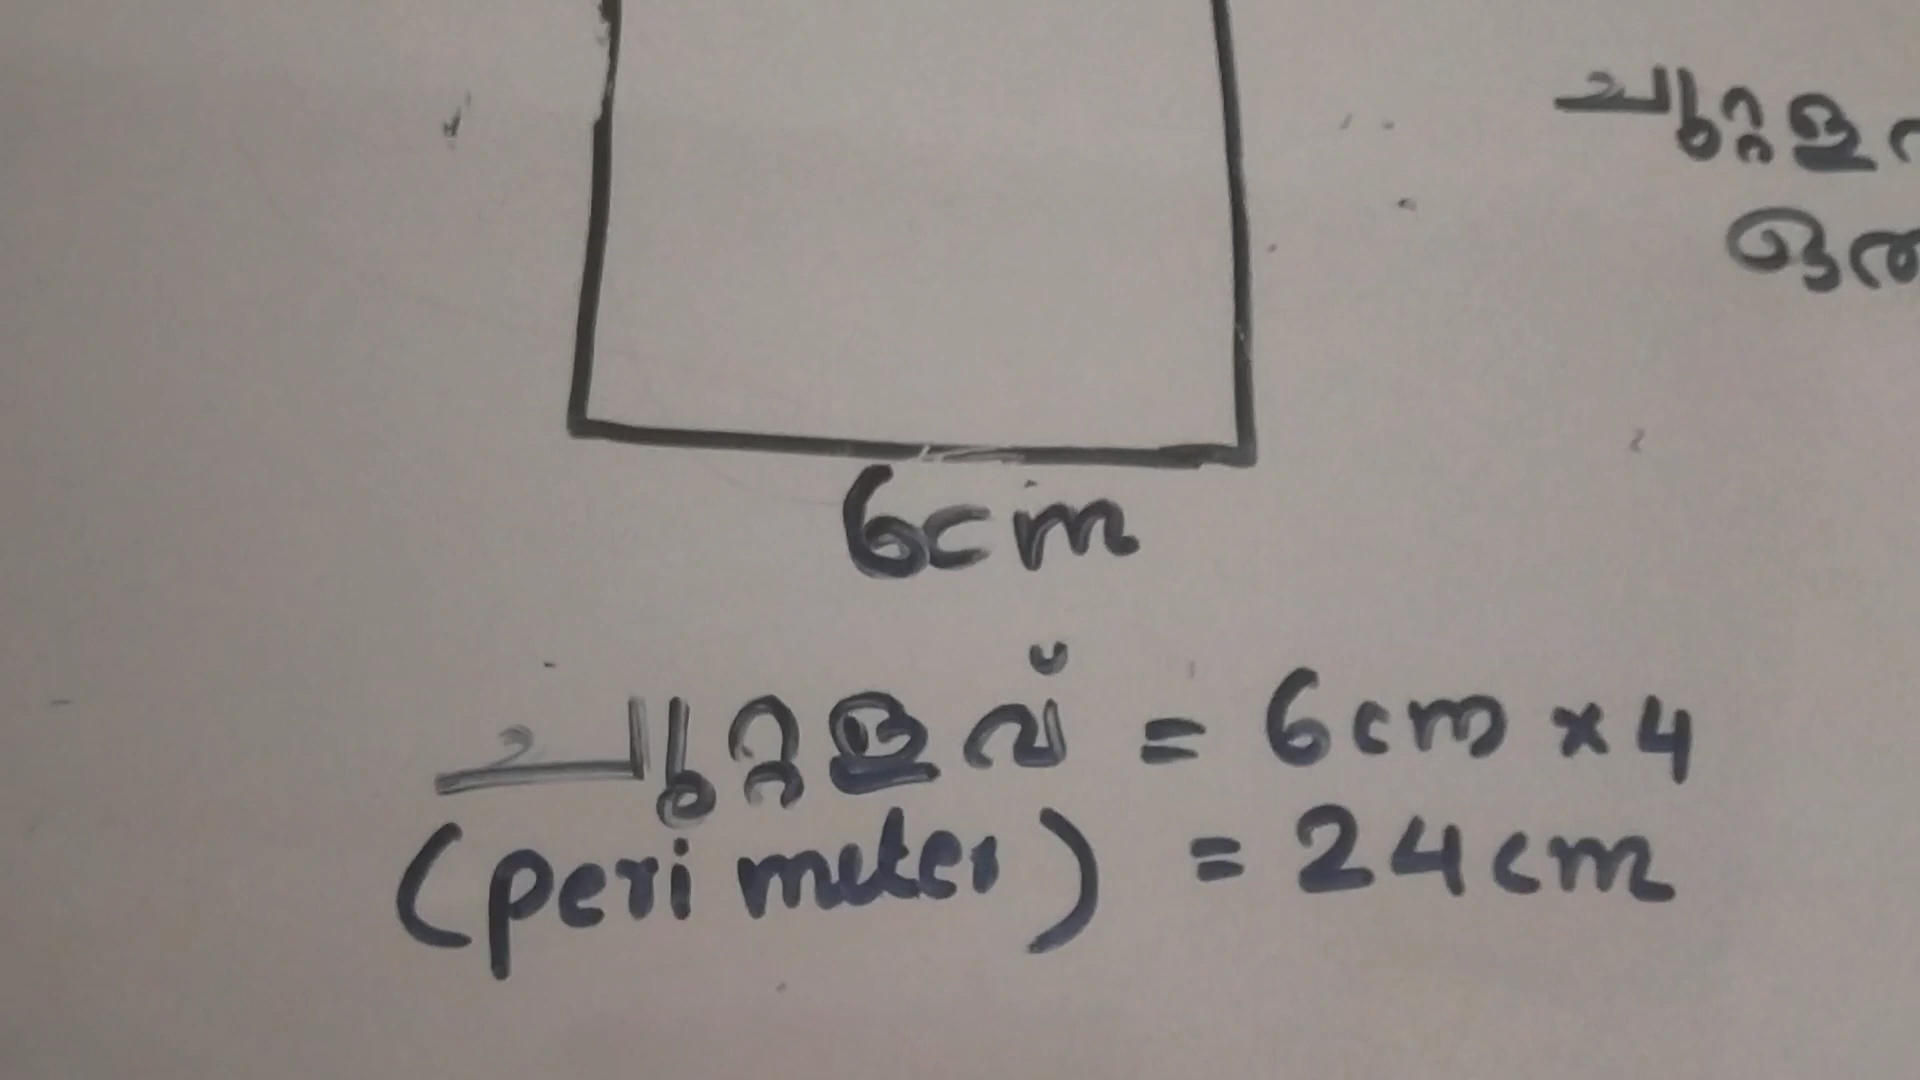 6cm
ചുറ്റളവ് = 6cm × 4
(perimeter) = 24cm